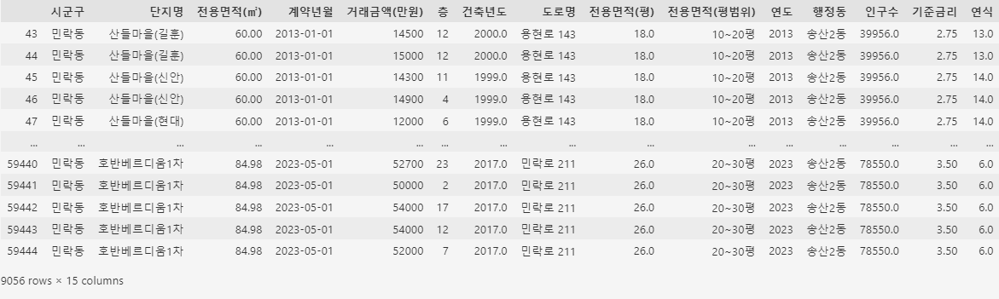 시군구 단지명 전용면적(㎡) 계약년월 거래금액(만원) 층 건축년도 도로명 전용면적(평) 전용면적(평범위) 연도 행정동 인구수 기준금리 연식
43 민락동 산들마을(길훈) 60.00 2013-01-01 14500 12 2000.0 용현로 143 18.0 10~20평 2013 송산2동 39956.0 2.75 13.0
44 민락동 산들마을(길훈) 60.00 2013-01-01 15000 12 2000.0 용현로 143 18.0 10~20평 2013 송산2동 39956.0 2.75 13.0
45 민락동 산들마을(신안) 60.00 2013-01-01 14300 11 1999.0 용현로 143 18.0 10~20평 2013 송산2동 39956.0 2.75 14.0
46 민락동 산들마을(신안) 60.00 2013-01-01 14900 4 1999.0 용현로 143 18.0 10~20평 2013 송산2동 39956.0 2.75 14.0
47 민락동 산들마을(현대) 60.00 2013-01-01 12000 6 1999.0 용현로 143 18.0 10~20평 2013 송산2동 39956.0 2.75 14.0
... ... ... ... ... ... ... ... ... ... ... ... ... ... ... ...
59440 민락동 호반베르디움1차 84.98 2023-05-01 52700 23 2017.0 민락로 211 26.0 20~30평 2023 송산2동 78550.0 3.50 6.0
59441 민락동 호반베르디움1차 84.98 2023-05-01 50000 2 2017.0 민락로 211 26.0 20~30평 2023 송산2동 78550.0 3.50 6.0
59442 민락동 호반베르디움1차 84.98 2023-05-01 54000 17 2017.0 민락로 211 26.0 20~30평 2023 송산2동 78550.0 3.50 6.0
59443 민락동 호반베르디움1차 84.98 2023-05-01 54000 12 2017.0 민락로 211 26.0 20~30평 2023 송산2동 78550.0 3.50 6.0
59444 민락동 호반베르디움1차 84.98 2023-05-01 52000 7 2017.0 민락로 211 26.0 20~30평 2023 송산2동 78550.0 3.50 6.0
9056 rows × 15 columns